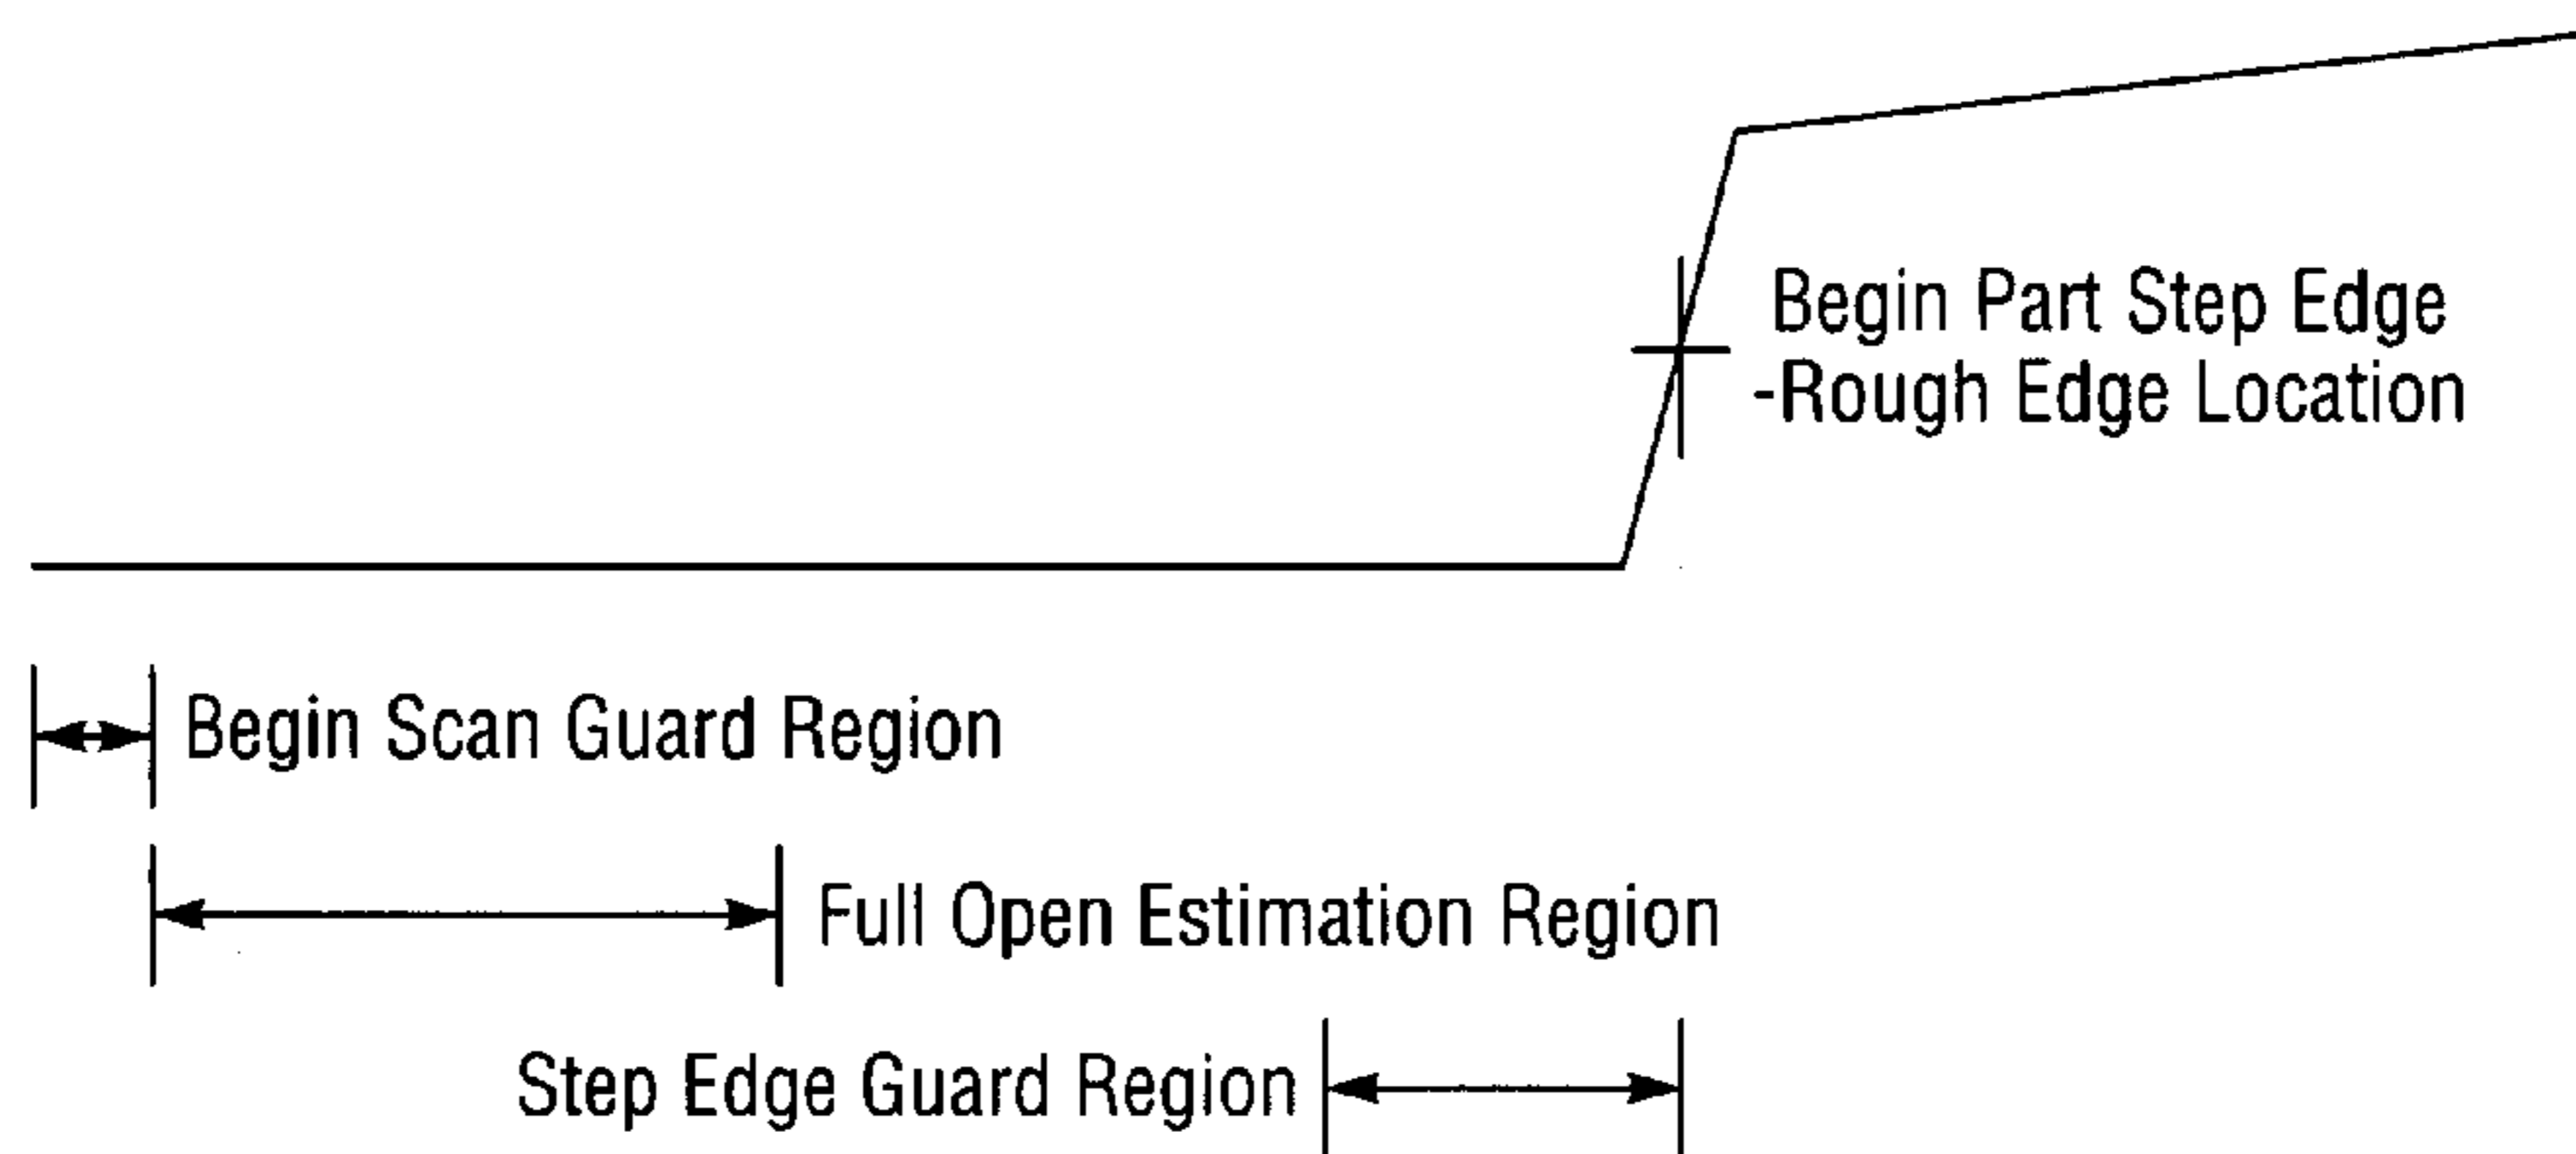 Begin Part Step Edge
-Rough Edge Location
Begin Scan Guard Region
Full Open Estimation Region
Step Edge Guard Region